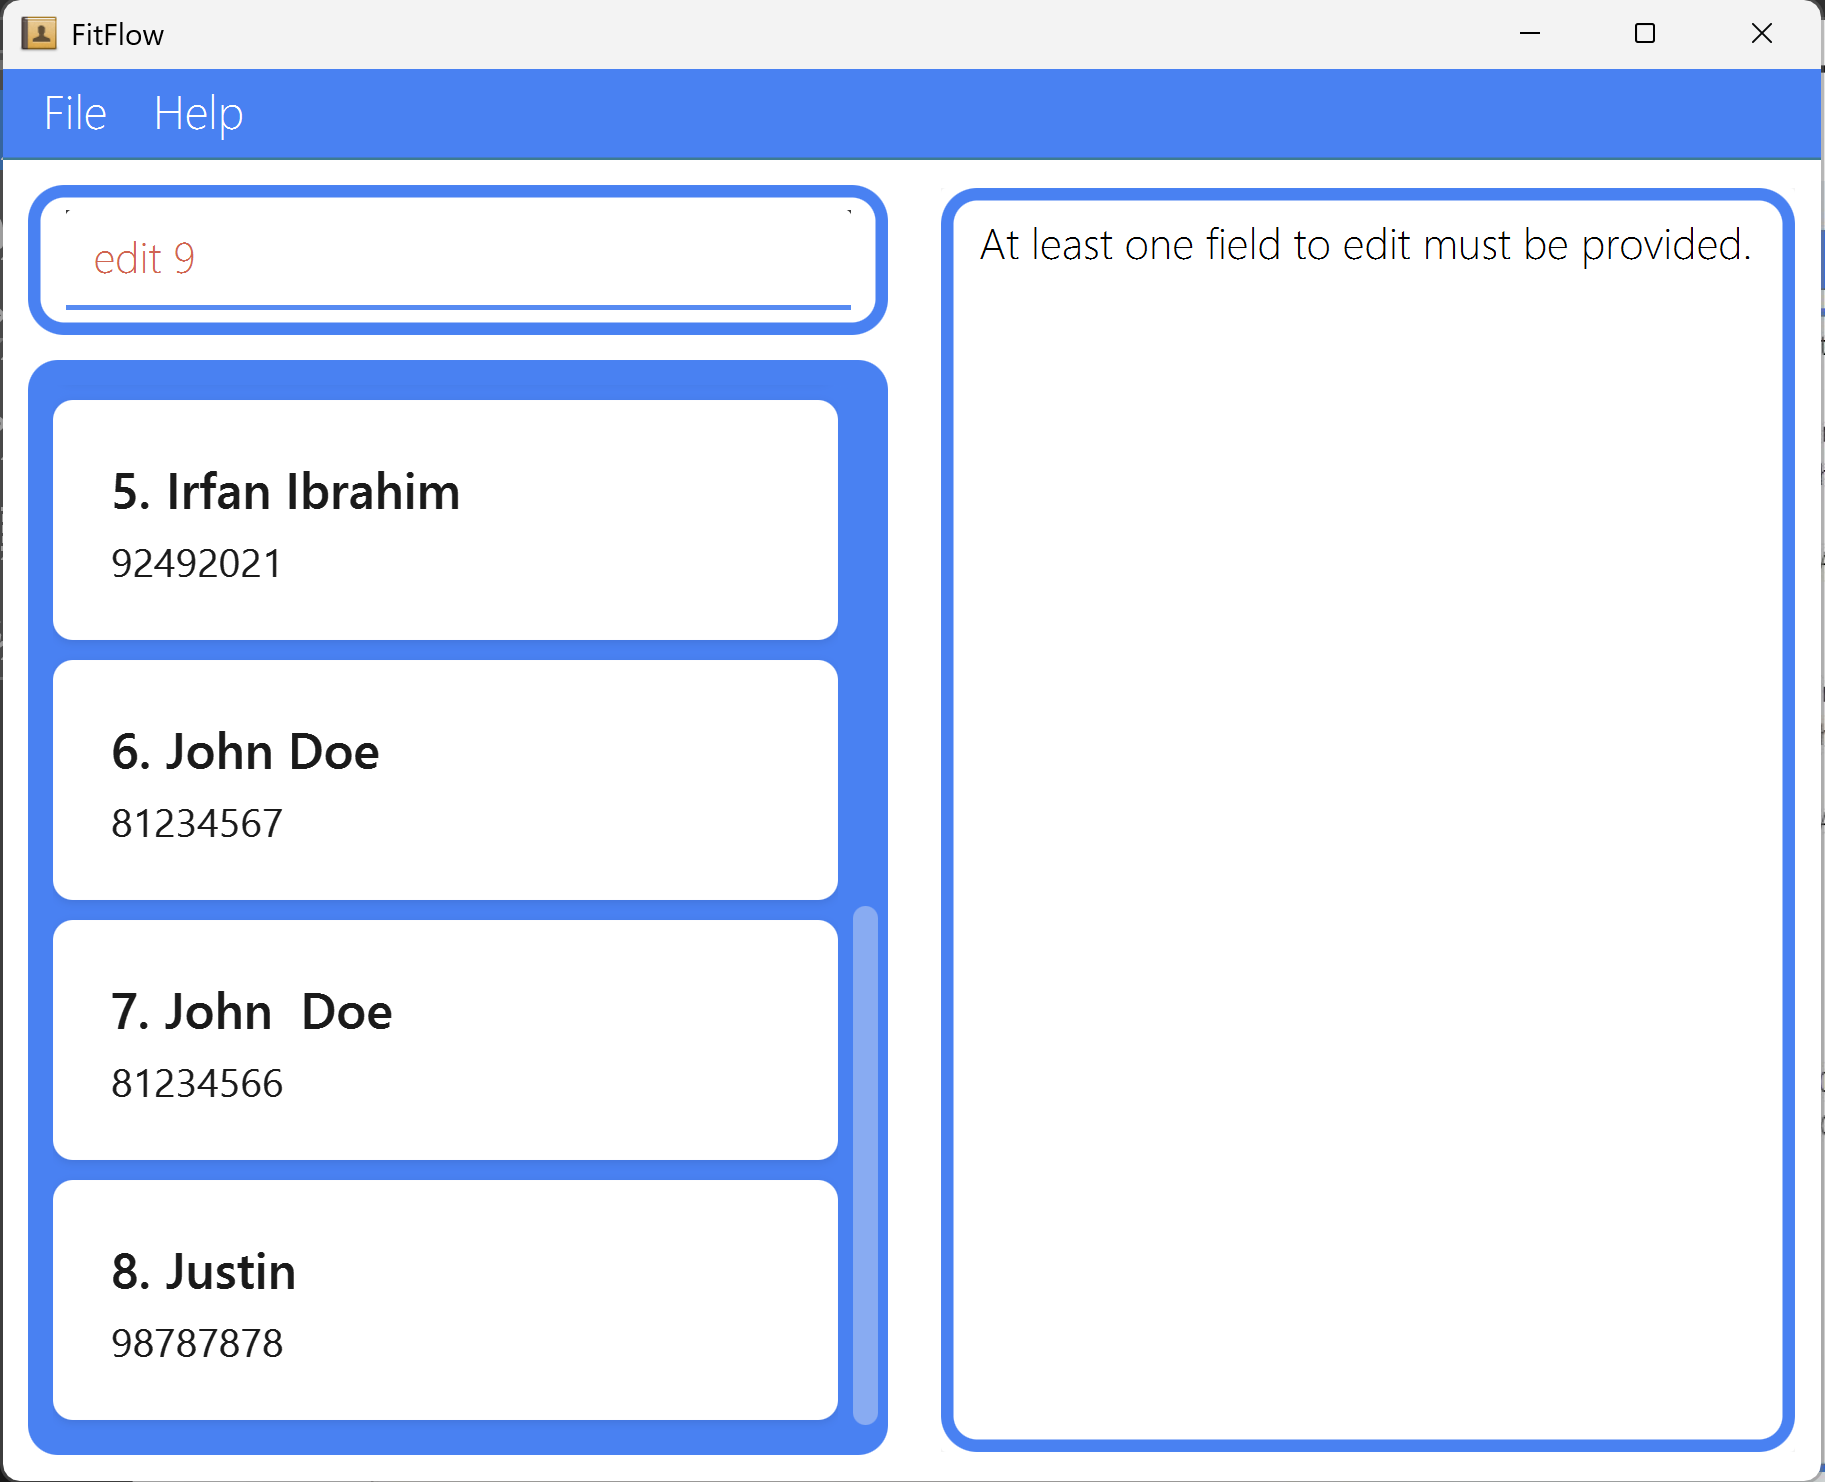 FitFlow
File Help
edit 9
At least one field to edit must be provided.
5. Irfan Ibrahim
92492021
6. John Doe
81234567
7. John  Doe
81234566
8. Justin
98787878